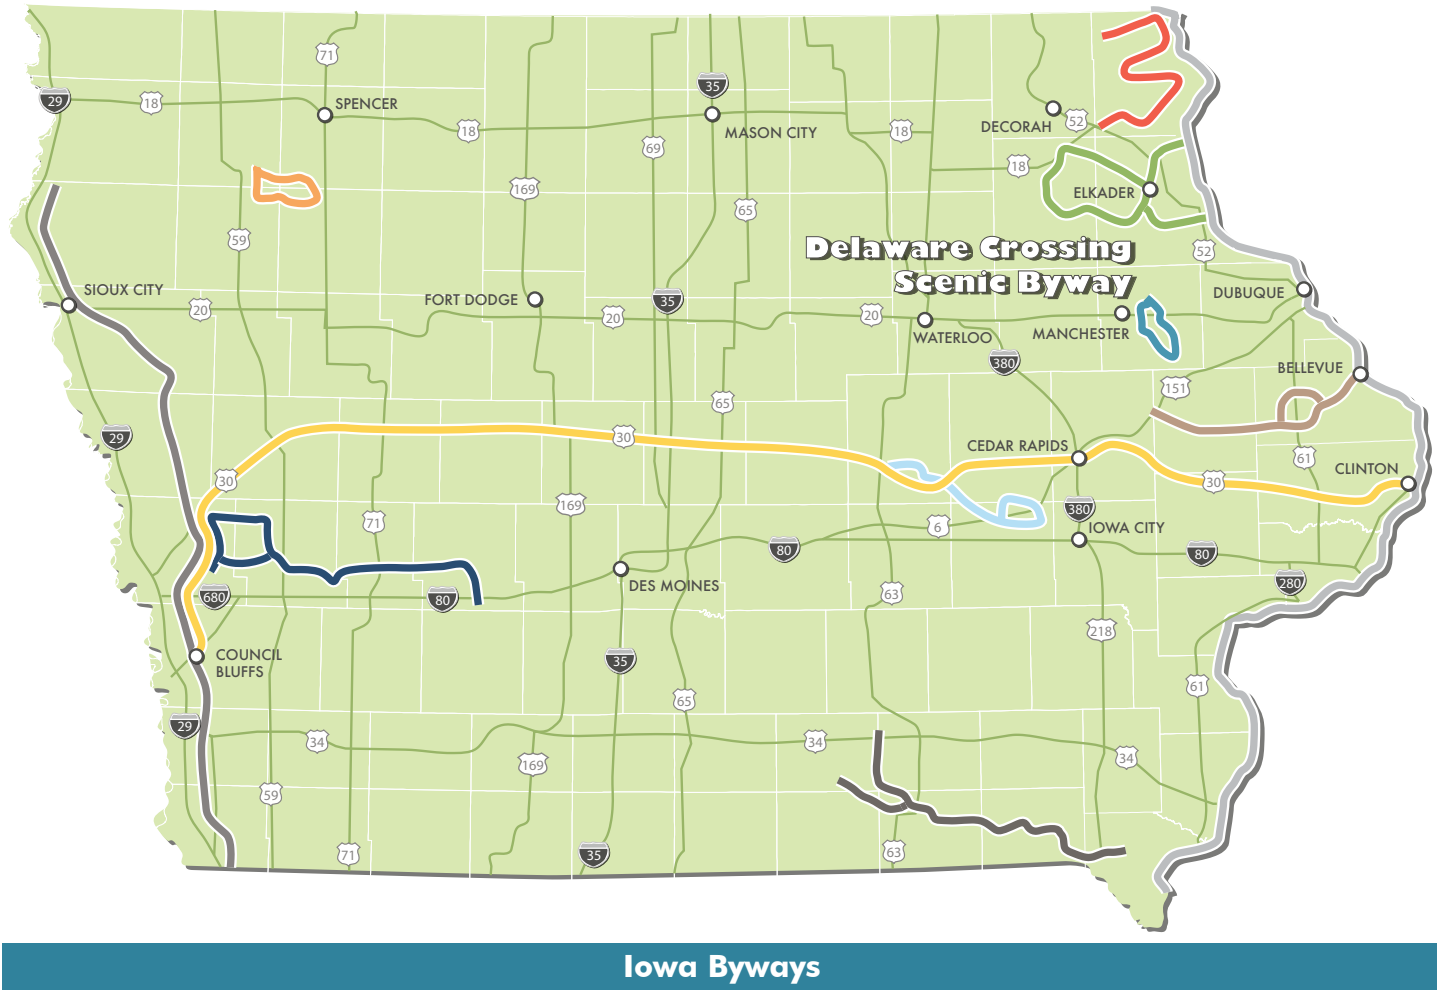 71
35
29
18
SPENCER
18
MASON CITY
18
DECORAH
52
69
18
169
ELKADER
65
59
Delaware Crossing
Scenic Byway
52
SIOUX CITY
20
FORT DODGE
35
20
20
WATERLOO
MANCHESTER
DUBUQUE
380
BELLEVUE
151
65
29
30
CEDAR RAPIDS
61
CLINTON
30
30
169
71
6
380
IOWA CITY
80
80
280
DES MOINES
680
80
63
218
COUNCIL
BLUFFS
35
65
61
29
34
34
34
169
59
71
35
63
Iowa Byways